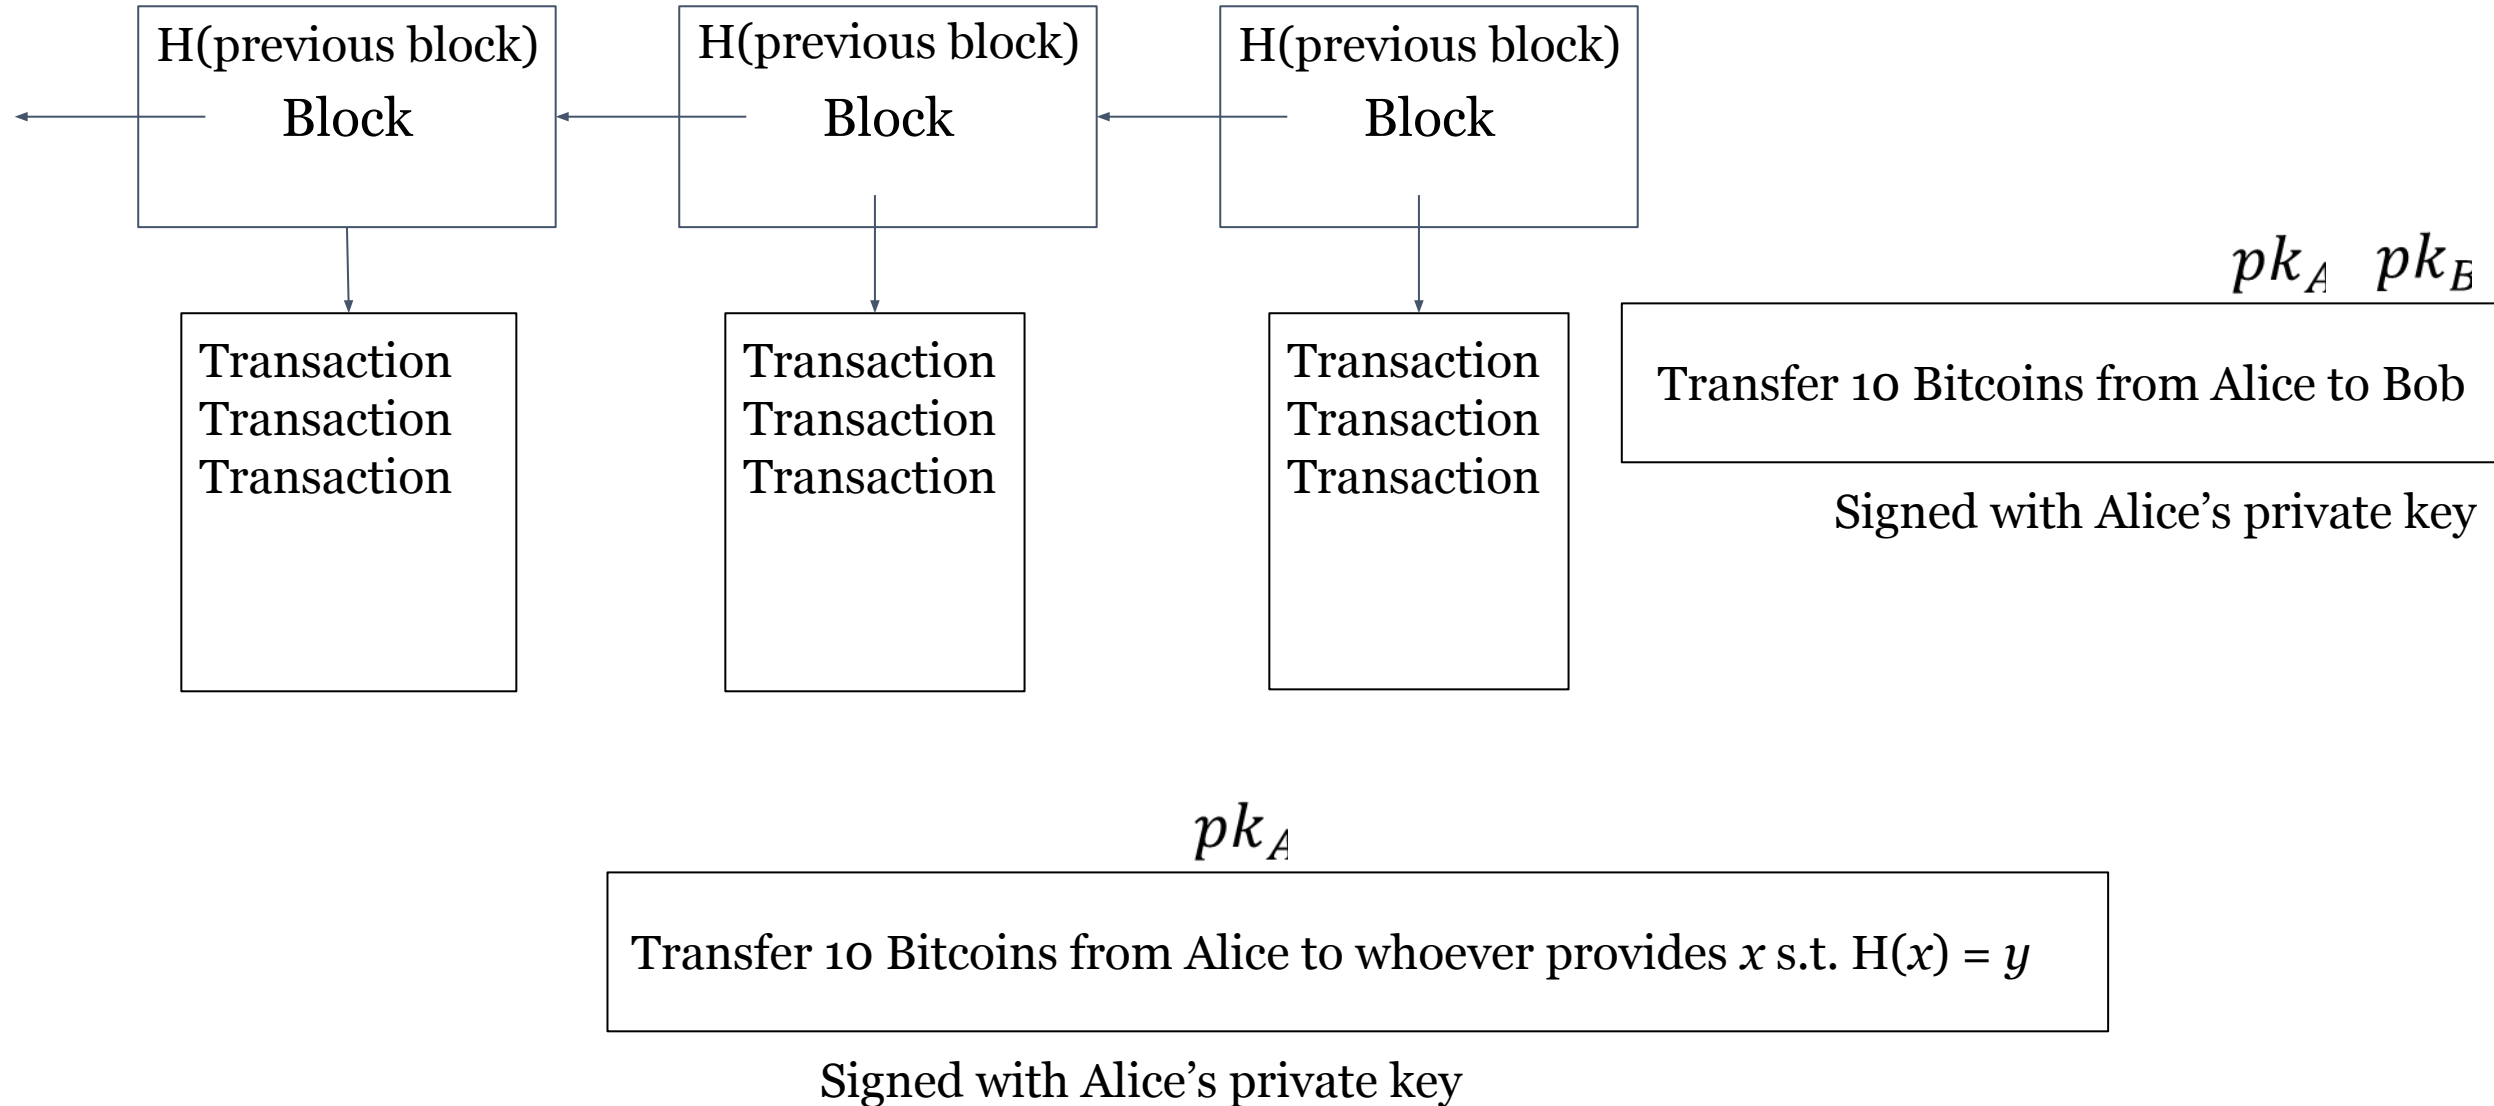 H(previous block)
Block
H(previous block)
Block
H(previous block)
Block
Transaction
Transaction
Transaction
Transaction
Transaction
Transaction
Transaction
Transaction
Transaction
pk_A pk_B
Transfer 10 Bitcoins from Alice to Bob
Signed with Alice’s private key
pk_A
Transfer 10 Bitcoins from Alice to whoever provides x s.t. H(x) = y
Signed with Alice’s private key